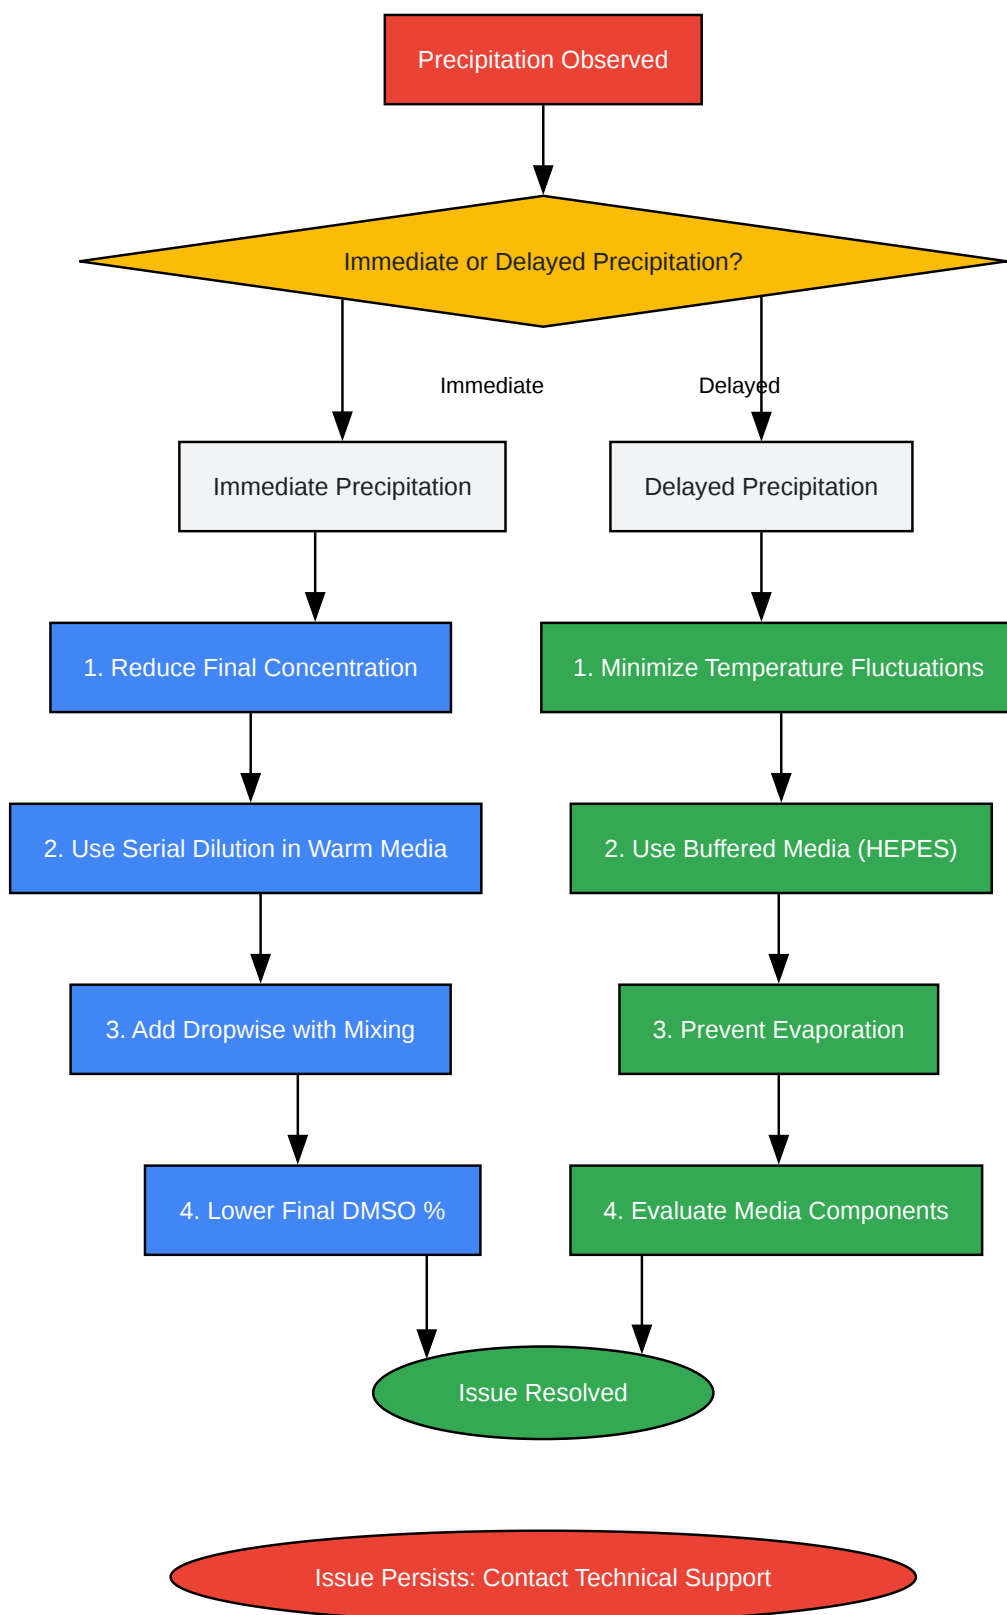 Precipitation Observed
Immediate or Delayed Precipitation?
Immediate
Delayed
Immediate Precipitation
Delayed Precipitation
1. Reduce Final Concentration
1. Minimize Temperature Fluctuations
2. Use Serial Dilution in Warm Media
2. Use Buffered Media (HEPES)
3. Add Dropwise with Mixing
3. Prevent Evaporation
4. Lower Final DMSO %
4. Evaluate Media Components
Issue Resolved
Issue Persists: Contact Technical Support